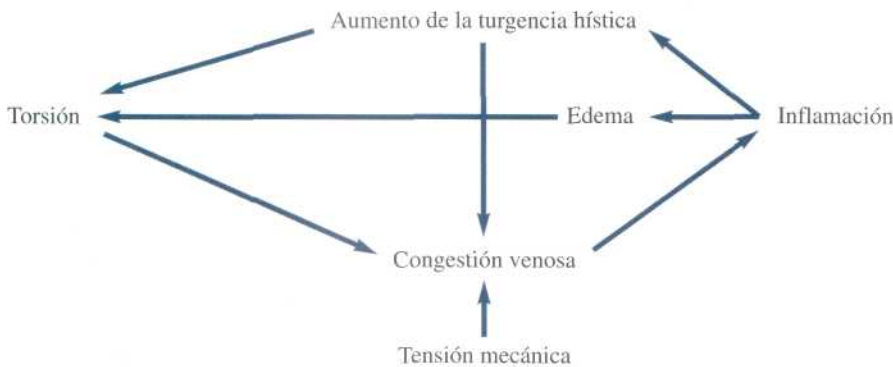 Aumento de la turgencia hística
Torsión
Edema
Inflamación
Congestión venosa
Tensión mecánica